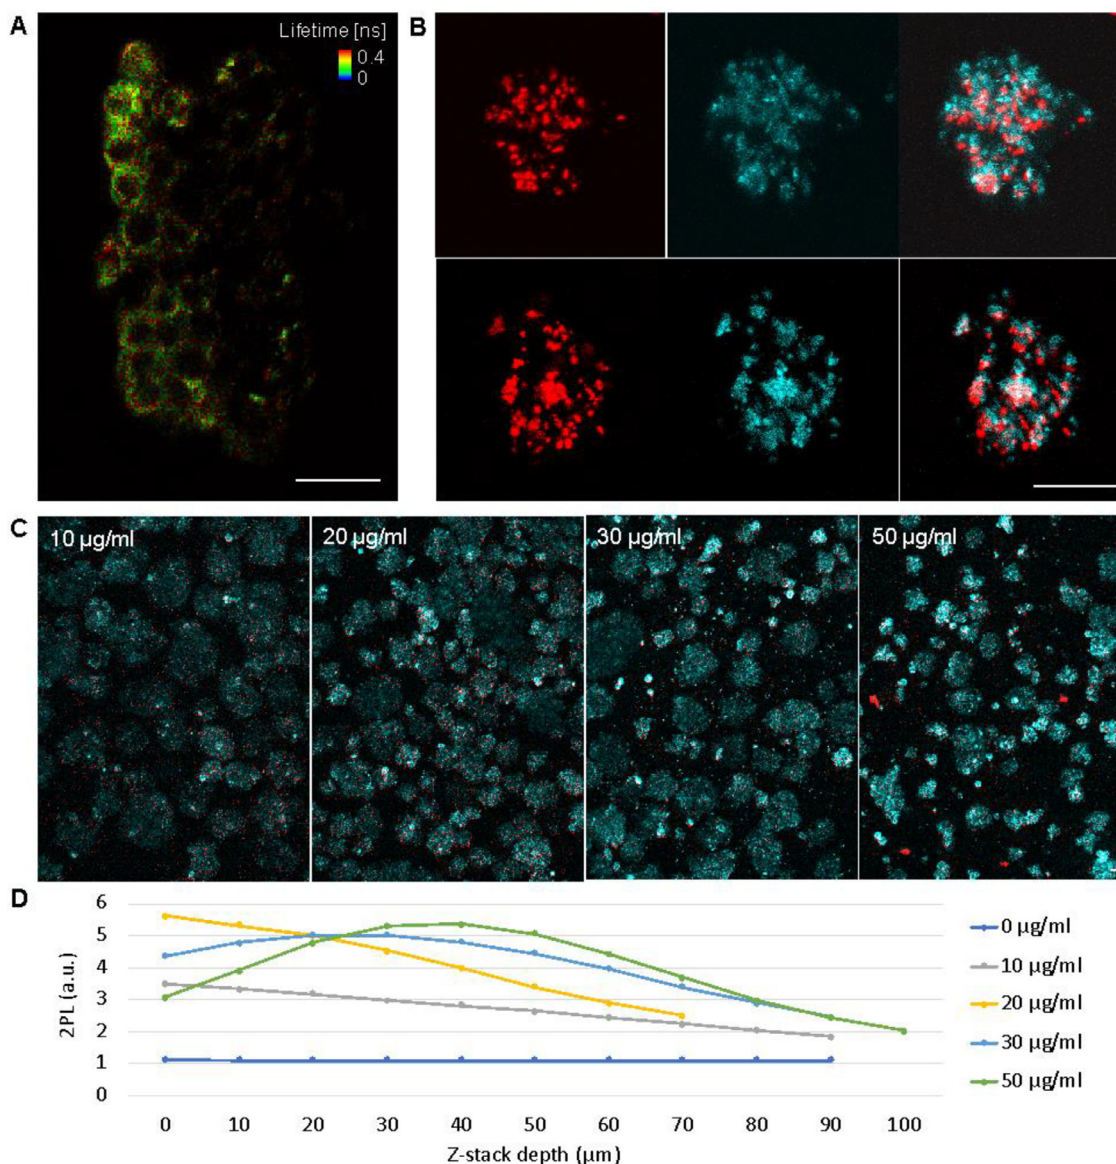 A
Lifetime [ns]
0.4
0
B
C
10 µg/ml
20 µg/ml
30 µg/ml
50 µg/ml
D
6
5
4
3
2
1
0
2PL (a.u.)
0 10 20 30 40 50 60 70 80 90 100
Z-stack depth (µm)
0 µg/ml
10 µg/ml
20 µg/ml
30 µg/ml
50 µg/ml